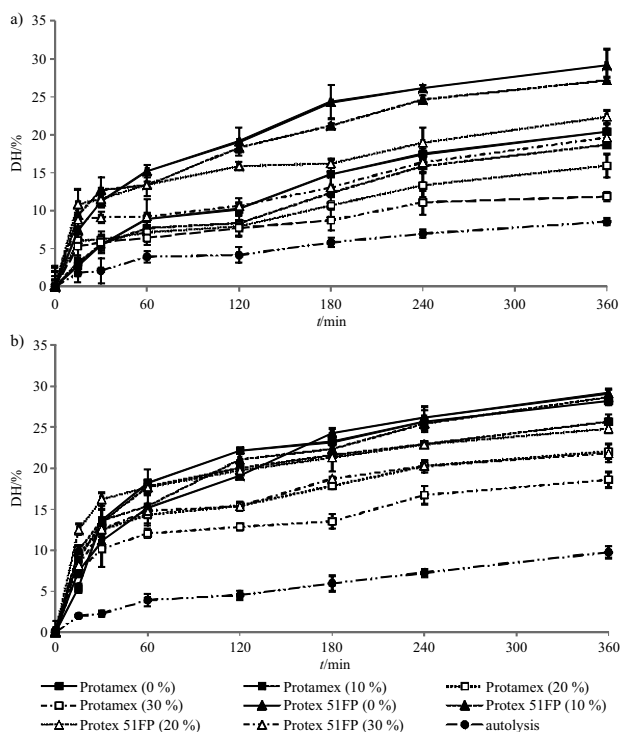 a)
35
30
25
20
15
10
5
0
DH/%
0 60 120 180 240 300 360
t/min
b)
35
30
25
20
15
10
5
0
DH/%
0 60 120 180 240 300 360
t/min
Protamex (0 %) Protamex (10 %) Protamex (20 %)
Protamex (30 %) Protex 51FP (0 %) Protex 51FP (10 %)
Protex 51FP (20 %) Protex 51FP (30 %) autolysis